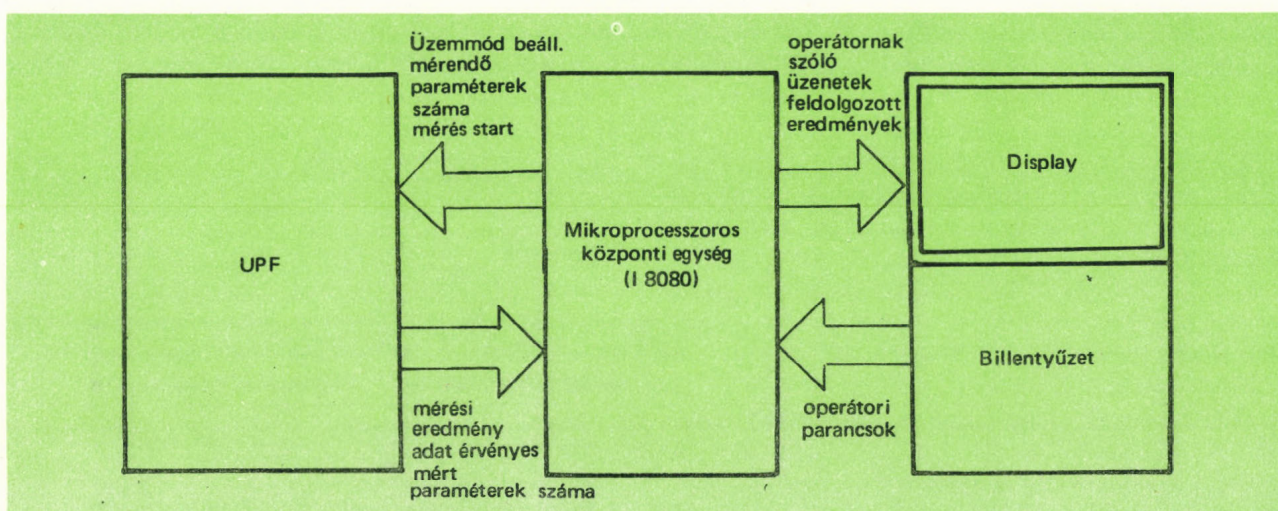 Üzemmód beáll.
mérendő
paraméterek
száma
mérés start
operátornak
szóló
üzenetek
feldolgozott
eredmények
UPF
Mikroprocesszoros
központi egység
(I 8080)
Display
Billentyűzet
mérési
eredmény
adat érvényes
mért
paraméterek száma
operátori
parancsok